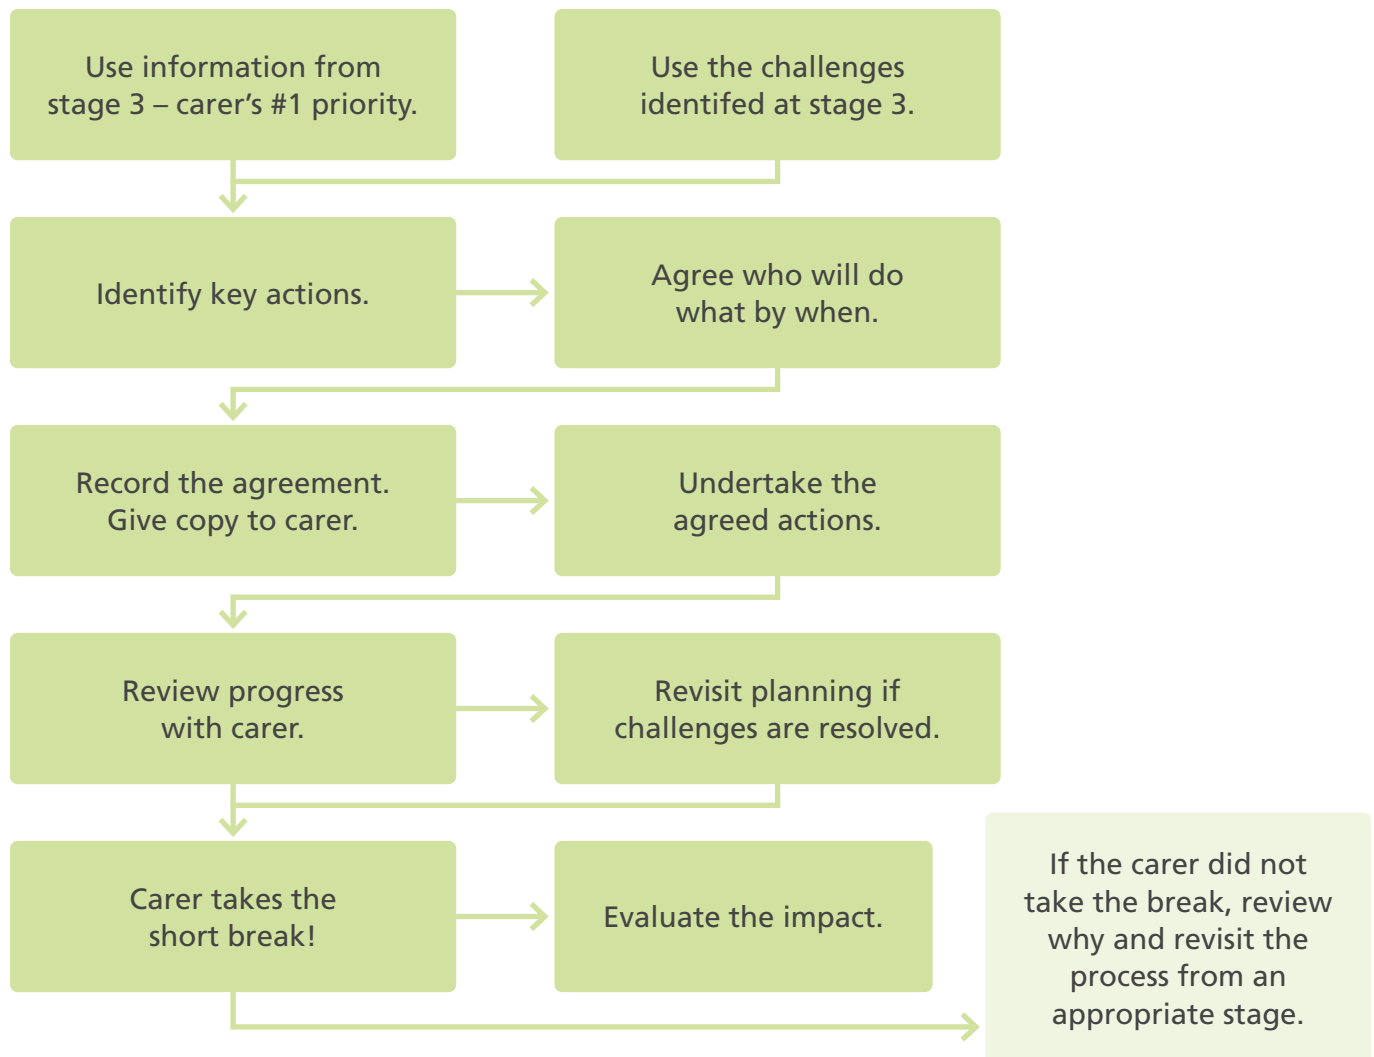 Use information from
stage 3 – carer’s #1 priority.
Use the challenges
identifed at stage 3.
Identify key actions.
Agree who will do
what by when.
Record the agreement.
Give copy to carer.
Undertake the
agreed actions.
Review progress
with carer.
Revisit planning if
challenges are resolved.
Carer takes the
short break!
Evaluate the impact.
If the carer did not
take the break, review
why and revisit the
process from an
appropriate stage.